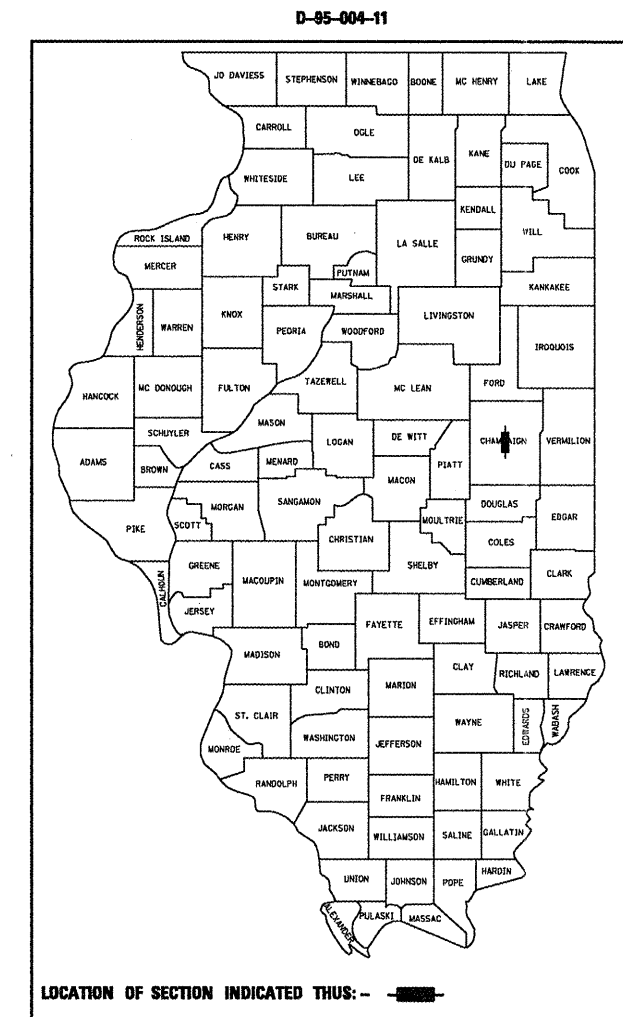 D-95-004-11
JO DAVIESS STEPHENSON WINNEBAGO BOONE MC HENRY LAKE
CARROLL OGLE DE KALB KANE DU PAGE COOK
WHITESIDE LEE
KENDALL
ROCK ISLAND HENRY BUREAU LA SALLE GRUNDY WILL
MERCER PUTNAM
STARK MARSHALL KANKAKEE
HENDERSON WARREN KNOX PEORIA WOODFORD LIVINGSTON IROQUOIS
HANCOCK MC DONOUGH FULTON TAZEWELL MC LEAN FORD
MASON
SCHUYLER LOGAN DE WITT CHAMPAIGN VERMILION
ADAMS BROWN CASS MENARD MACON PIATT
MORGAN SANGAMON DOUGLAS EDGAR
PIKE SCOTT CHRISTIAN MOULTRIE COLES
GREENE MACOUPIN MONTGOMERY SHELBY CUMBERLAND CLARK
CALHOUN JERSEY
FAYETTE EFFINGHAM JASPER CRAWFORD
MADISON BOND
CLAY RICHLAND LAWRENCE
CLINTON MARION
ST. CLAIR WAYNE EDWARDS WABASH
MONROE WASHINGTON JEFFERSON
RANDOLPH PERRY HAMILTON WHITE
FRANKLIN
JACKSON WILLIAMSON SALINE GALLATIN
UNION JOHNSON POPE HARDIN
ALEXANDER PULASKI MASSAC
LOCATION OF SECTION INDICATED THUS: -